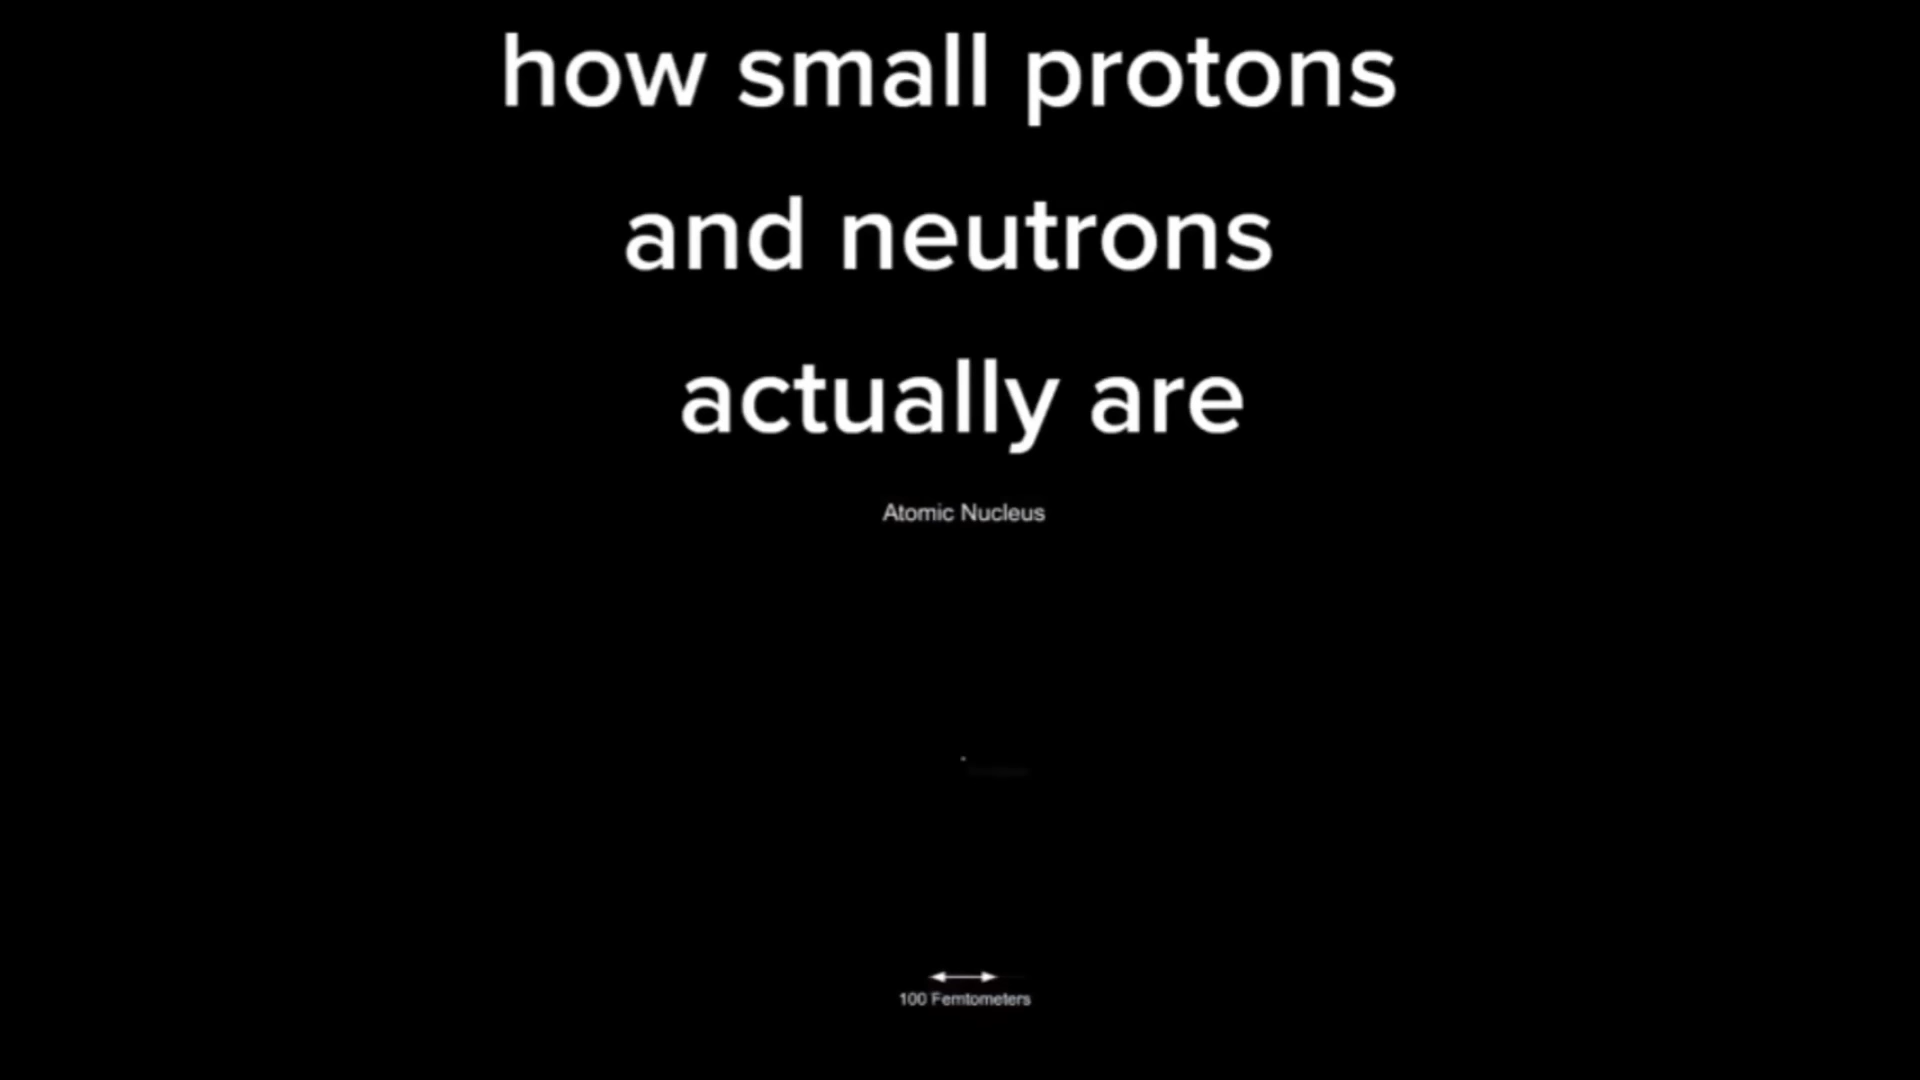 how small protons
and neutrons
actually are
Atomic Nucleus
100 Femtometers